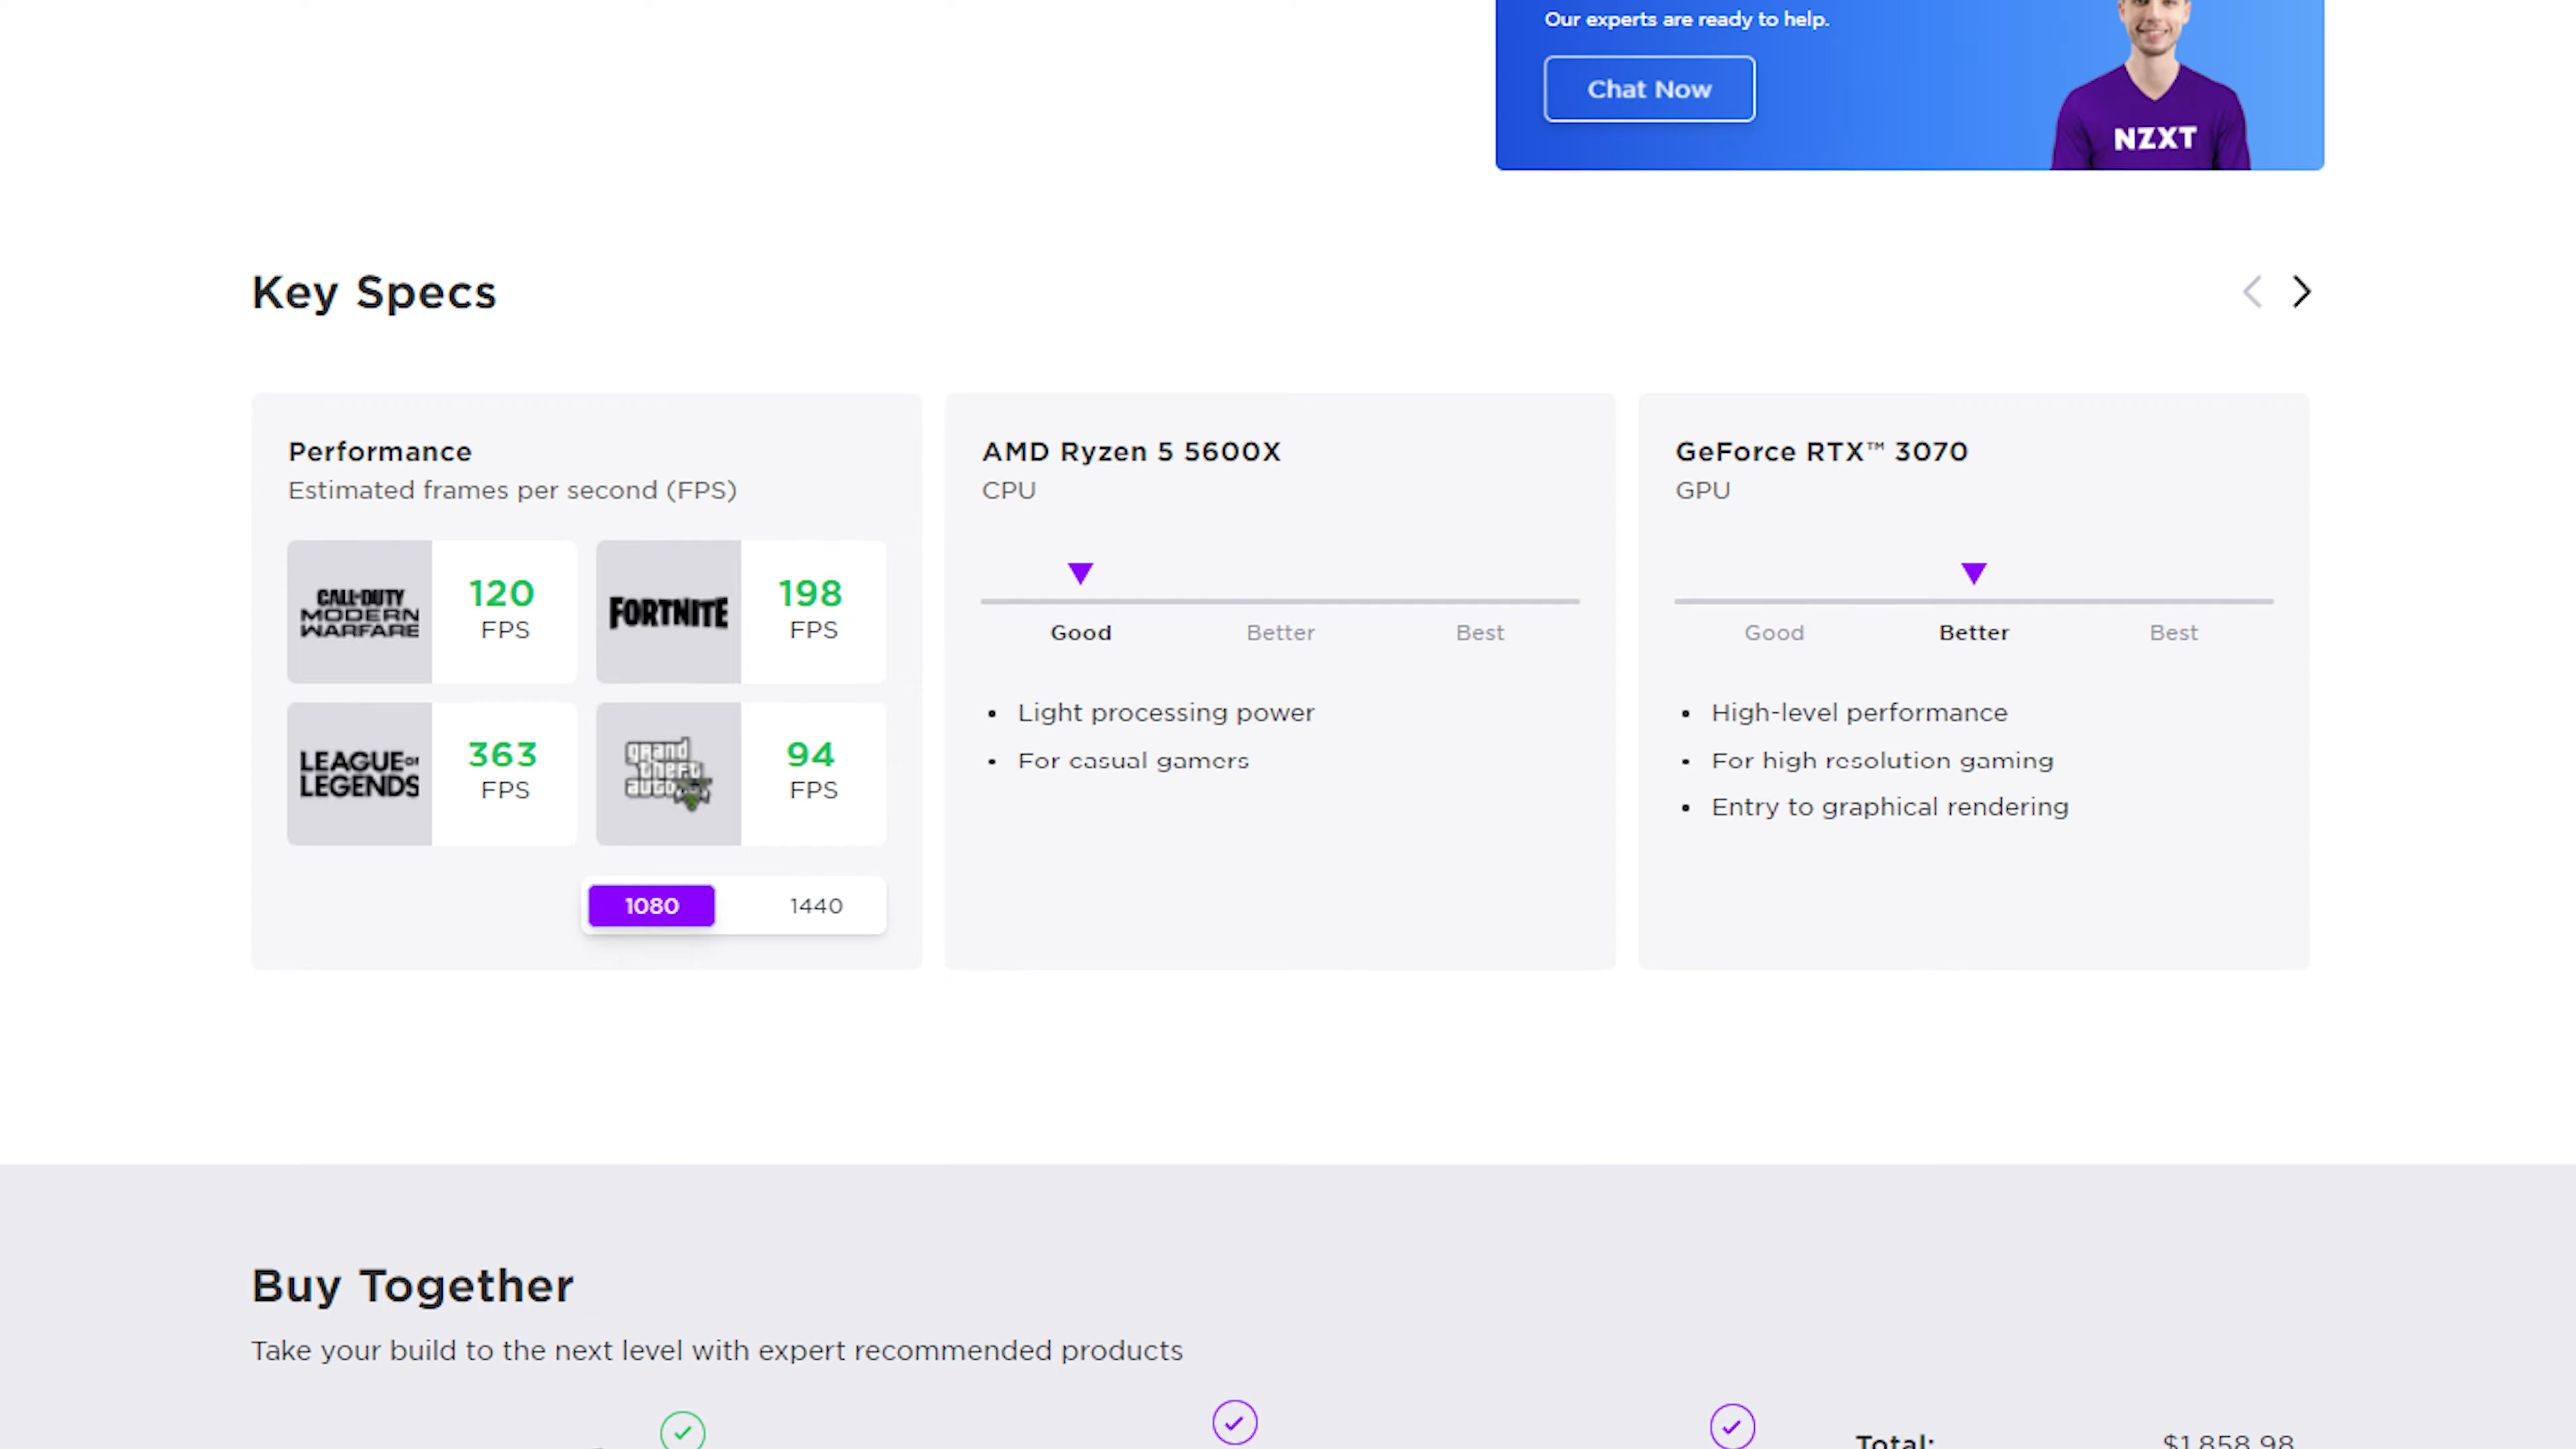 Our experts are ready to help.
Chat Now
NZXT
Key Specs
Performance
Estimated frames per second (FPS)
CALL OF DUTY
MODERN
WARFARE
120
FPS
FORTNITE
198
FPS
LEAGUE OF
LEGENDS
363
FPS
grand
theft
auto
94
FPS
1080
1440
AMD Ryzen 5 5600X
CPU
Good
Better
Best
• Light processing power
• For casual gamers
GeForce RTX™ 3070
GPU
Good
Better
Best
• High-level performance
• For high resolution gaming
• Entry to graphical rendering
Buy Together
Take your build to the next level with expert recommended products
Total:
$1,858.98